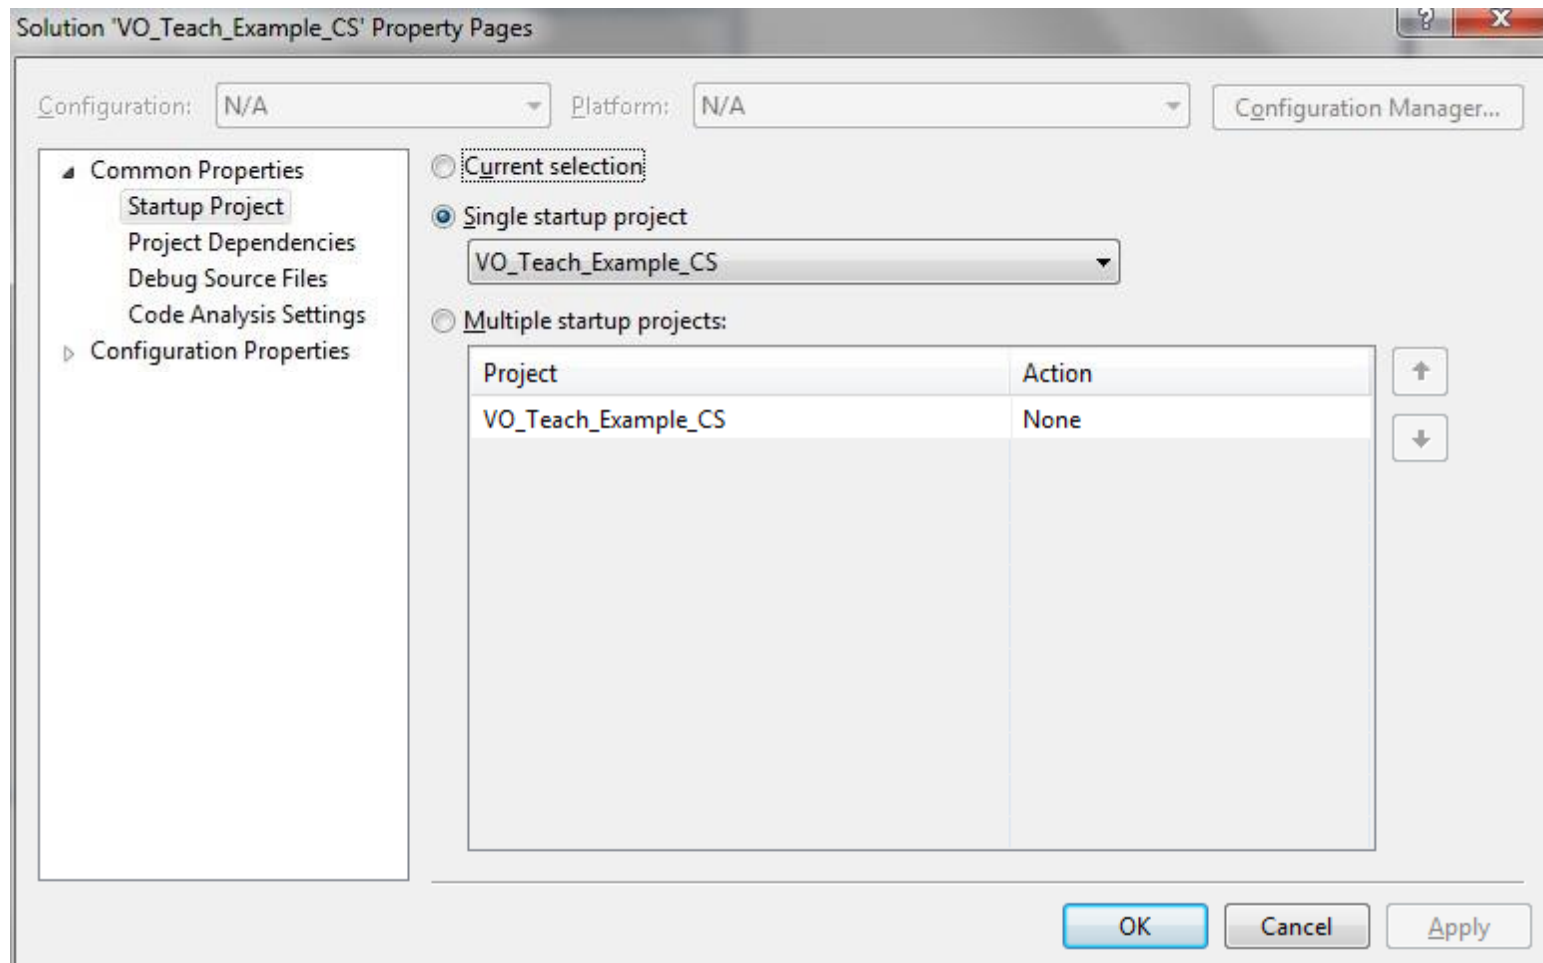 Solution 'VO_Teach_Example_CS' Property Pages
?
X
Configuration: N/A Platform: N/A Configuration Manager...
Common Properties
Startup Project
Project Dependencies
Debug Source Files
Code Analysis Settings
Configuration Properties
Current selection
Single startup project
VO_Teach_Example_CS
Multiple startup projects:
Project Action
VO_Teach_Example_CS None
OK Cancel Apply